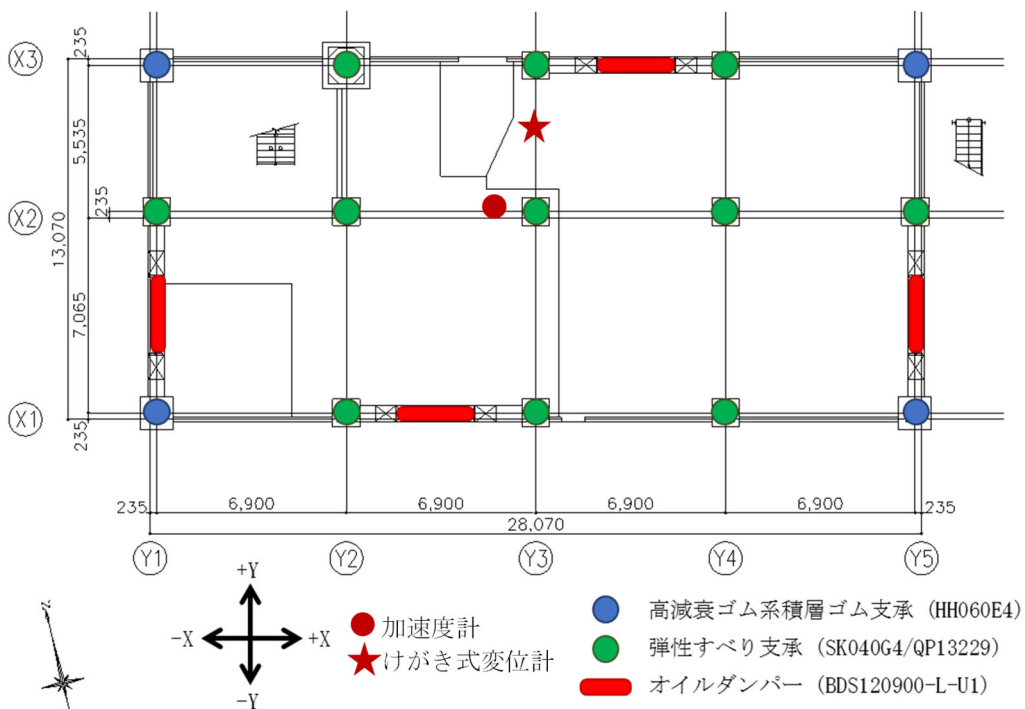 X3
235
5,535
X2
235
13,070
7,065
X1
235
235
6,900
6,900
6,900
6,900
235
28,070
Y1
Y2
Y3
Y4
Y5
+Y
-X
+X
-Y
加速度計
けがき式変位計
高減衰ゴム系積層ゴム支承 (HH060E4)
弾性すべり支承 (SK040G4/QP13229)
オイルダンパー (BDS120900-L-U1)